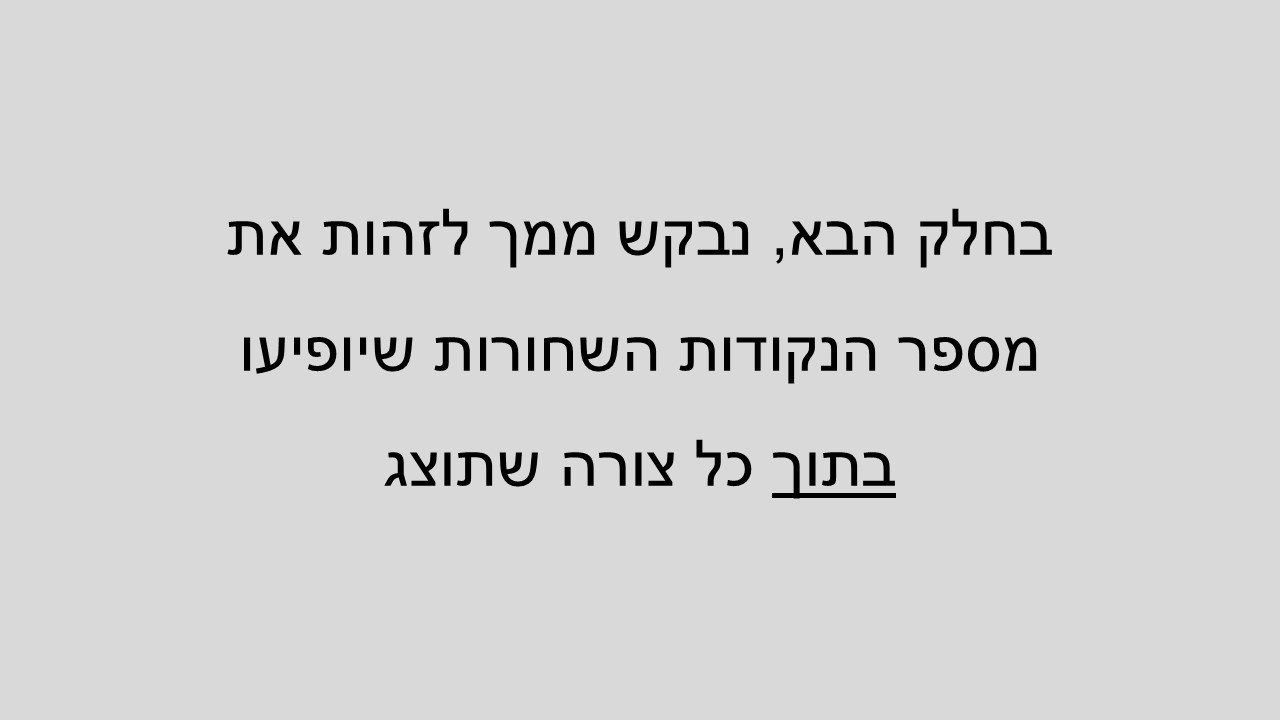 בחלק הבא, נבקש ממך לזהות את
מספר הנקודות השחורות שיופיעו
בתוך כל צורה שתוצג